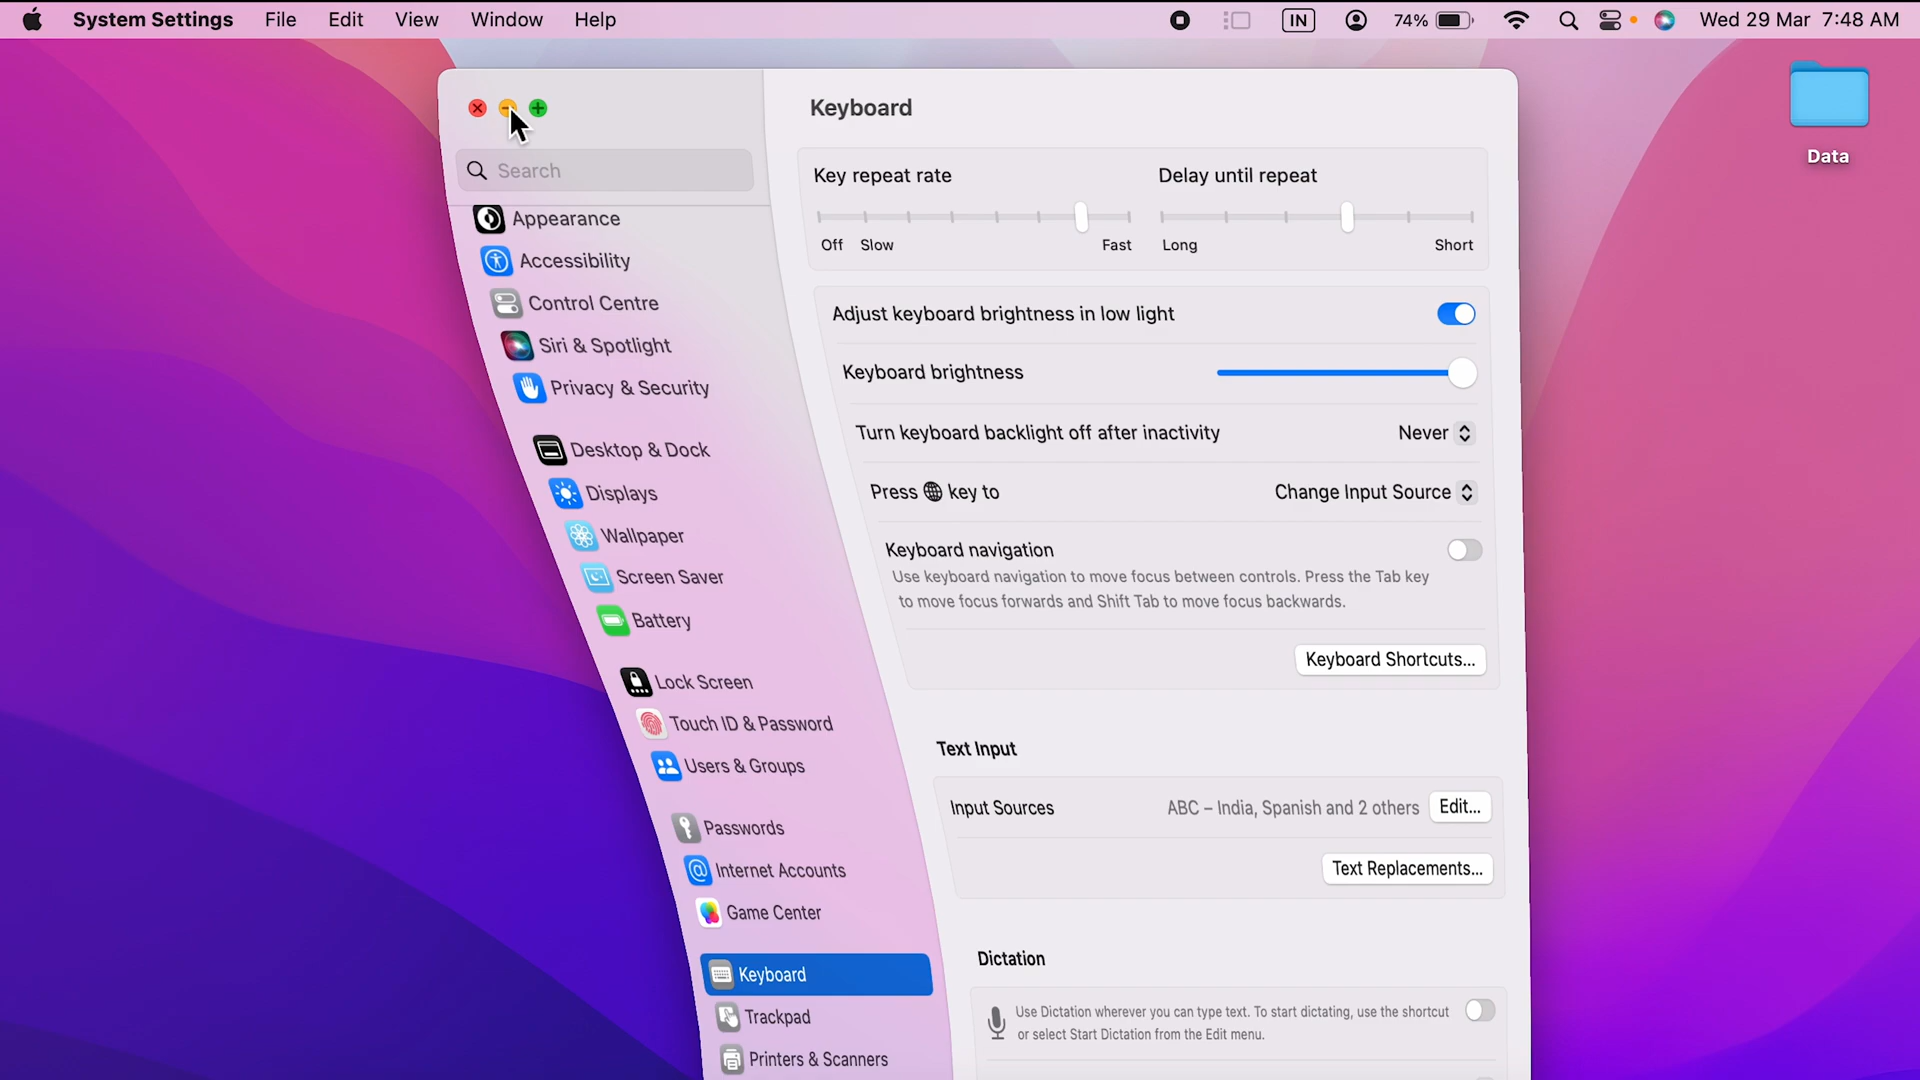 System Settings File Edit View Window Help IN 74% Wed 29 Mar 7:48 AM
Data
Search
Appearance
Accessibility
Control Centre
Siri & Spotlight
Privacy & Security
Desktop & Dock
Displays
Wallpaper
Screen Saver
Battery
Lock Screen
Touch ID & Password
Users & Groups
Passwords
Internet Accounts
Game Center
Keyboard
Trackpad
Printers & Scanners
Keyboard
Key repeat rate Delay until repeat
Off Slow Fast Long Short
Adjust keyboard brightness in low light
Keyboard brightness
Turn keyboard backlight off after inactivity Never
Press 🌐 key to Change Input Source
Keyboard navigation
Use keyboard navigation to move focus between controls. Press the Tab key
to move focus forwards and Shift Tab to move focus backwards.
Keyboard Shortcuts...
Text Input
Input Sources ABC – India, Spanish and 2 others Edit...
Text Replacements...
Dictation
Use Dictation wherever you can type text. To start dictating, use the shortcut
or select Start Dictation from the Edit menu.